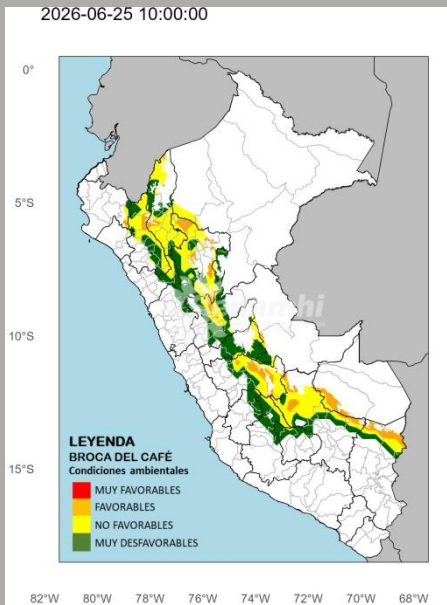 2026-06-25 10:00:00
0°
5°S
10°S
15°S
senamhi
LEYENDA
BROCA DEL CAFÉ
Condiciones ambientales
MUY FAVORABLES
FAVORABLES
NO FAVORABLES
MUY DESFAVORABLES
82°W 80°W 78°W 76°W 74°W 72°W 70°W 68°W